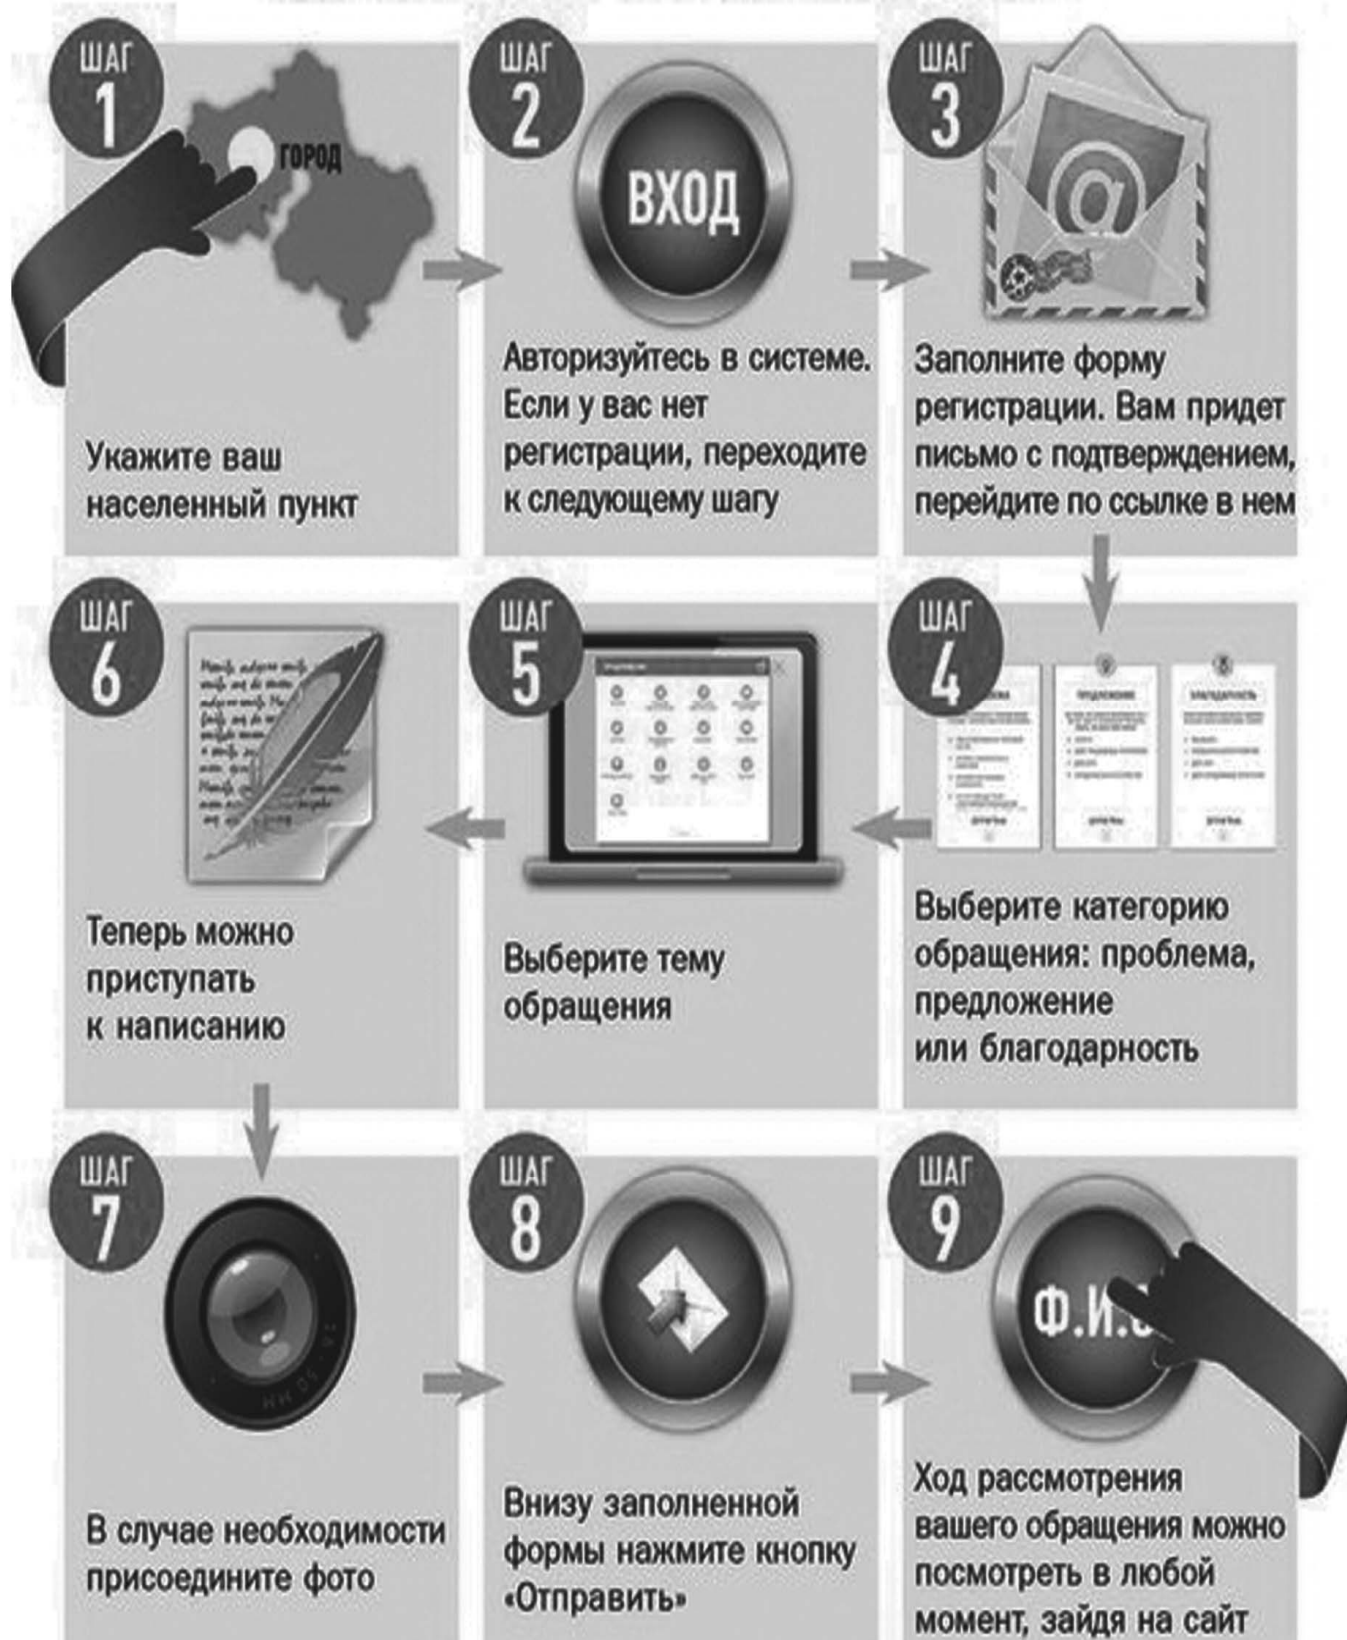 ШАГ
1
ГОРОД
Укажите ваш
населенный пункт
ШАГ
2
ВХОД
Авторизуйтесь в системе.
Если у вас нет
регистрации, переходите
к следующему шагу
ШАГ
3
@
Заполните форму
регистрации. Вам придет
письмо с подтверждением,
перейдите по ссылке в нем
ШАГ
4
ПРЕДЛОЖЕНИЕ
БЛАГОДАРНОСТЬ
Выберите категорию
обращения: проблема,
предложение
или благодарность
ШАГ
5
Выберите тему
обращения
ШАГ
6
Теперь можно
приступать
к написанию
ШАГ
7
50 MM
В случае необходимости
присоедините фото
ШАГ
8
Внизу заполненной
формы нажмите кнопку
«Отправить»
ШАГ
9
Ф.И.О
Ход рассмотрения
вашего обращения можно
посмотреть в любой
момент, зайдя на сайт